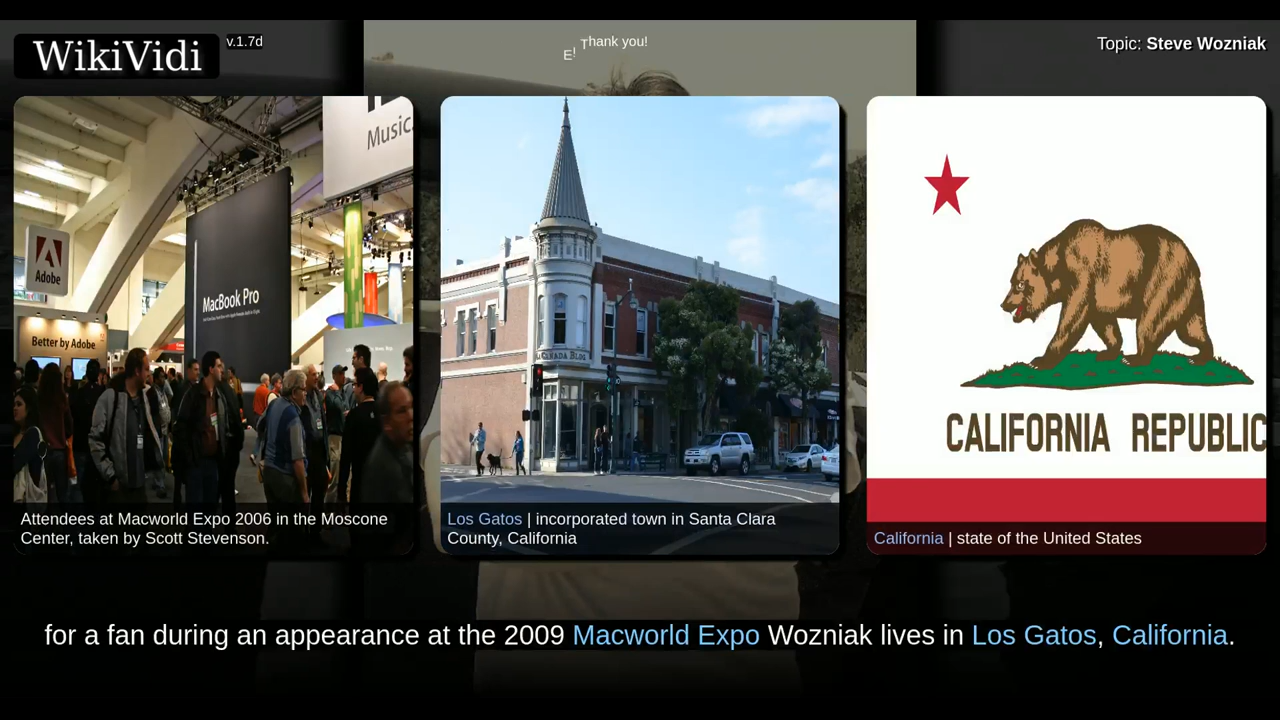 WikiVidi
v.1.7d
E! Thank you!
Topic: Steve Wozniak
Music.
Adobe
MacBook Pro
Better by Adobe
CANADA BLDG
CALIFORNIA REPUBLIC
Attendees at Macworld Expo 2006 in the Moscone
Center, taken by Scott Stevenson.
Los Gatos | incorporated town in Santa Clara
County, California
California | state of the United States
for a fan during an appearance at the 2009 Macworld Expo Wozniak lives in Los Gatos, California.